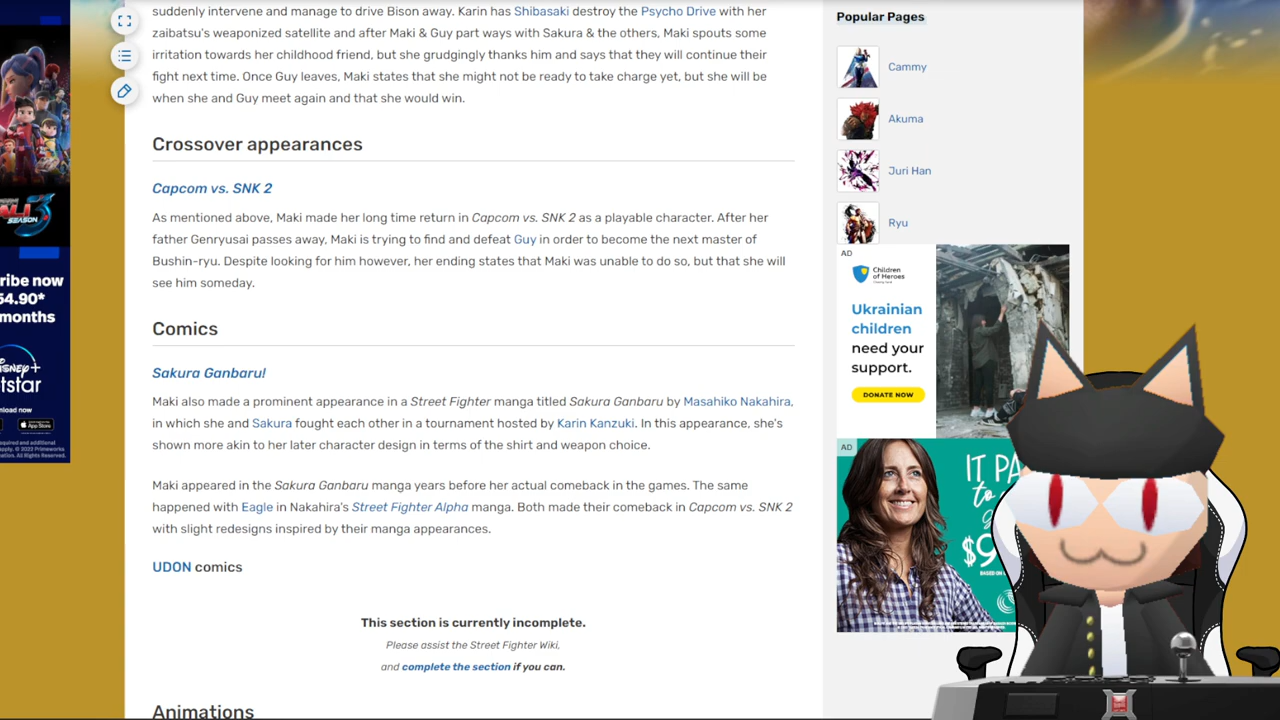 suddenly intervene and manage to drive Bison away. Karin has Shibasaki destroy the Psycho Drive with her
zaibatsu's weaponized satellite and after Maki & Guy part ways with Sakura & the others, Maki spouts some
irritation towards her childhood friend, but she grudgingly thanks him and says that they will continue their
fight next time. Once Guy leaves, Maki states that she might not be ready to take charge yet, but she will be
when she and Guy meet again and that she would win.
Crossover appearances
Capcom vs. SNK 2
As mentioned above, Maki made her long time return in Capcom vs. SNK 2 as a playable character. After her
father Genryusai passes away, Maki is trying to find and defeat Guy in order to become the next master of
Bushin-ryu. Despite looking for him however, her ending states that Maki was unable to do so, but that she will
see him someday.
Comics
Sakura Ganbaru!
Maki also made a prominent appearance in a Street Fighter manga titled Sakura Ganbaru by Masahiko Nakahira,
in which she and Sakura fought each other in a tournament hosted by Karin Kanzuki. In this appearance, she's
shown more akin to her later character design in terms of the shirt and weapon choice.
Maki appeared in the Sakura Ganbaru manga years before her actual comeback in the games. The same
happened with Eagle in Nakahira's Street Fighter Alpha manga. Both made their comeback in Capcom vs. SNK 2
with slight redesigns inspired by their manga appearances.
UDON comics
This section is currently incomplete.
Please assist the Street Fighter Wiki,
and complete the section if you can.
Animations
Popular Pages
Cammy
Akuma
Juri Han
Ryu
AD
Children
of Heroes
Ukrainian
children
need your
support.
DONATE NOW
AD
IT PA
to
$9
SEASON 3
ribe now
54.90*
months
isney+
tstar
nload now
App Store